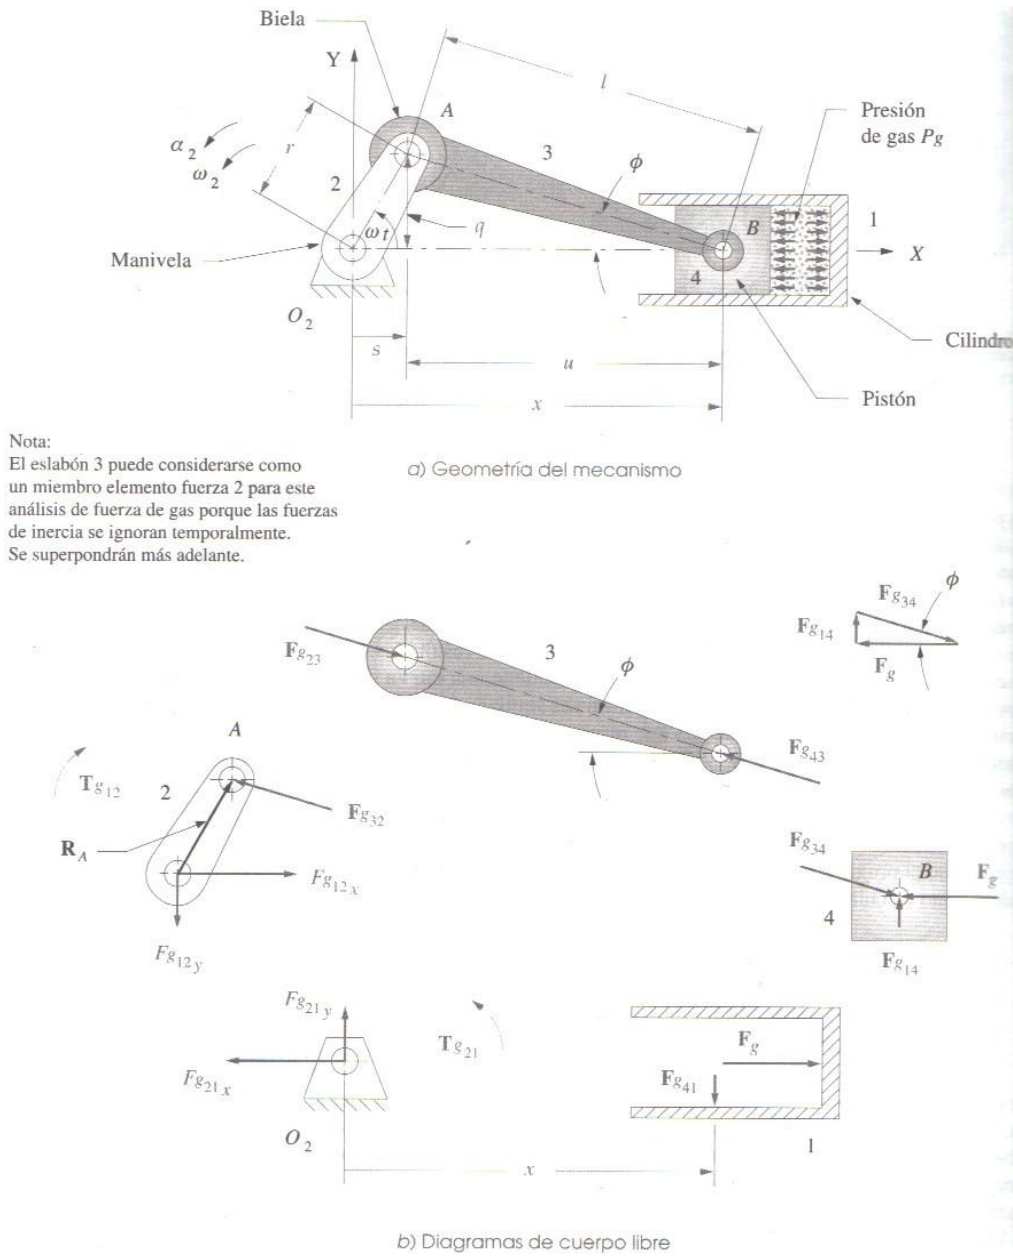 Biela
Y
A
l
Presión
de gas Pg
α2
ω2
r
3
ϕ
2
B
1
ωt
q
X
Manivela
4
O2
Cilindro
s
u
x
Pistón
Nota:
El eslabón 3 puede considerarse como
un miembro elemento fuerza 2 para este
análisis de fuerza de gas porque las fuerzas
de inercia se ignoran temporalmente.
Se superpondrán más adelante.
a) Geometría del mecanismo
Fg34
ϕ
Fg14
Fg
Fg23
3
ϕ
A
Fg43
Tg12
2
Fg32
RA
Fg34
B
Fg
Fg12x
4
Fg12y
Fg14
Fg21y
Tg21
Fg
Fg21x
Fg41
O2
1
x
b) Diagramas de cuerpo libre